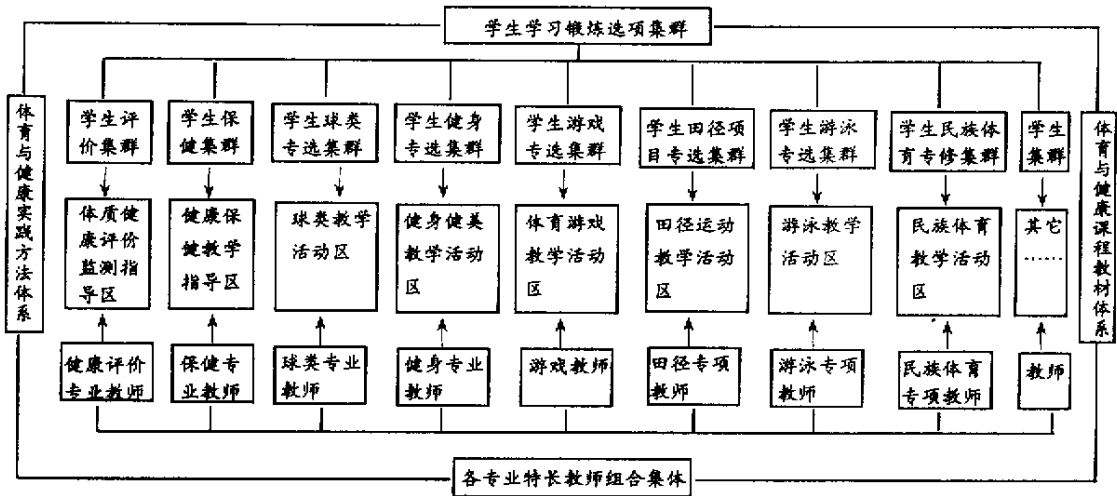 学生学习锻炼选项集群
体育与健康实践方法体系
体育与健康课程教材体系
学生评
价集群
学生保
健集群
学生球类
专选集群
学生健身
专选集群
学生游戏
专选集群
学生田径项
目专选集群
学生游泳
专选集群
学生民族体
育专修集群
学生
集群
体质健
康评价
监测指
导区
健康保
健教学
指导区
球类教学
活动区
健身健美
教学活动
区
体育游戏
教学活动
区
田径运动
教学活动
区
游泳教学
活动区
民族体育
教学活动
区
其它
……
健康评价
专业教师
保健专
业教师
球类专业
教师
健身专业
教师
游戏教师
田径专项
教师
游泳专项
教师
民族体育
专项教师
教师
各专业特长教师组合集体